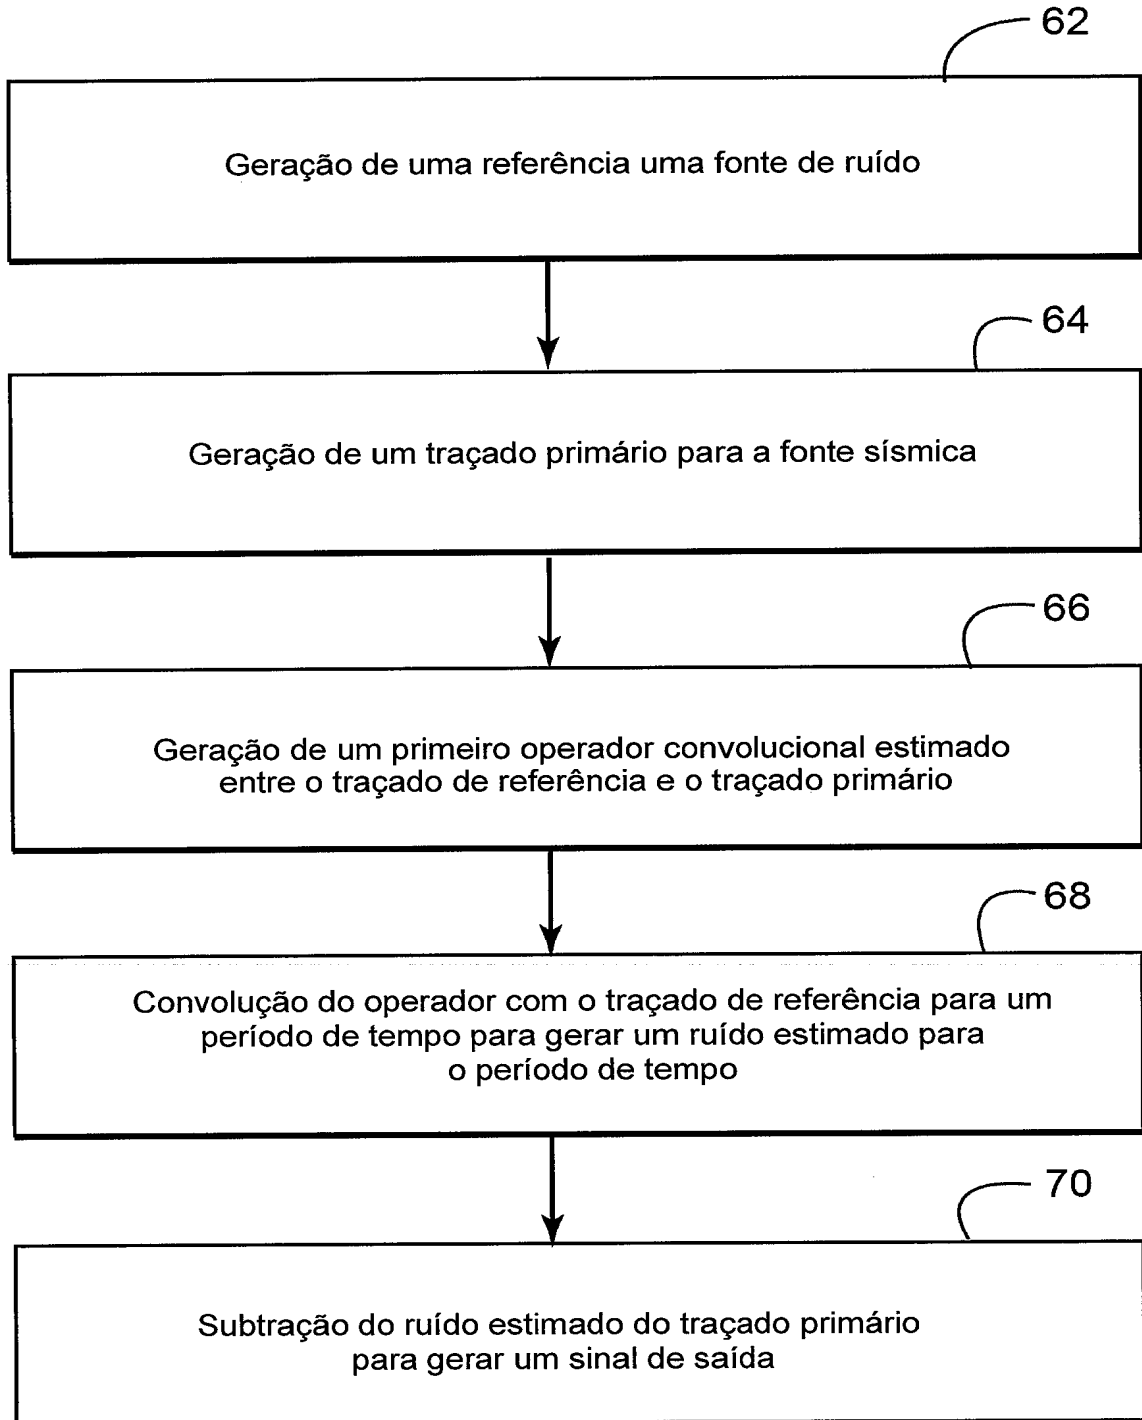 62
Geração de uma referência uma fonte de ruído
64
Geração de um traçado primário para a fonte sísmica
66
Geração de um primeiro operador convolucional estimado
entre o traçado de referência e o traçado primário
68
Convolução do operador com o traçado de referência para um
período de tempo para gerar um ruído estimado para
o período de tempo
70
Subtração do ruído estimado do traçado primário
para gerar um sinal de saída